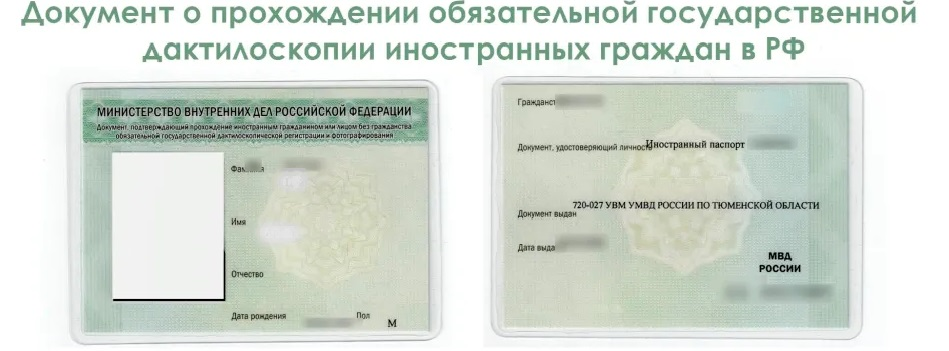 Документ о прохождении обязательной государственной
дактилоскопии иностранных граждан в РФ
МИНИСТЕРСТВО ВНУТРЕННИХ ДЕЛ РОССИЙСКОЙ ФЕДЕРАЦИИ
Документ, подтверждающий прохождение иностранным гражданином или лицом без гражданства
обязательной государственной дактилоскопической регистрации и фотографирования
Имя
Отчество
Дата рождения
Пол
М
Документ, удостоверяющий личность Иностранный паспорт
720-027 УВМ УМВД РОССИИ ПО ТЮМЕНСКОЙ ОБЛАСТИ
Документ выдан
Дата выда
МВД
РОССИИ